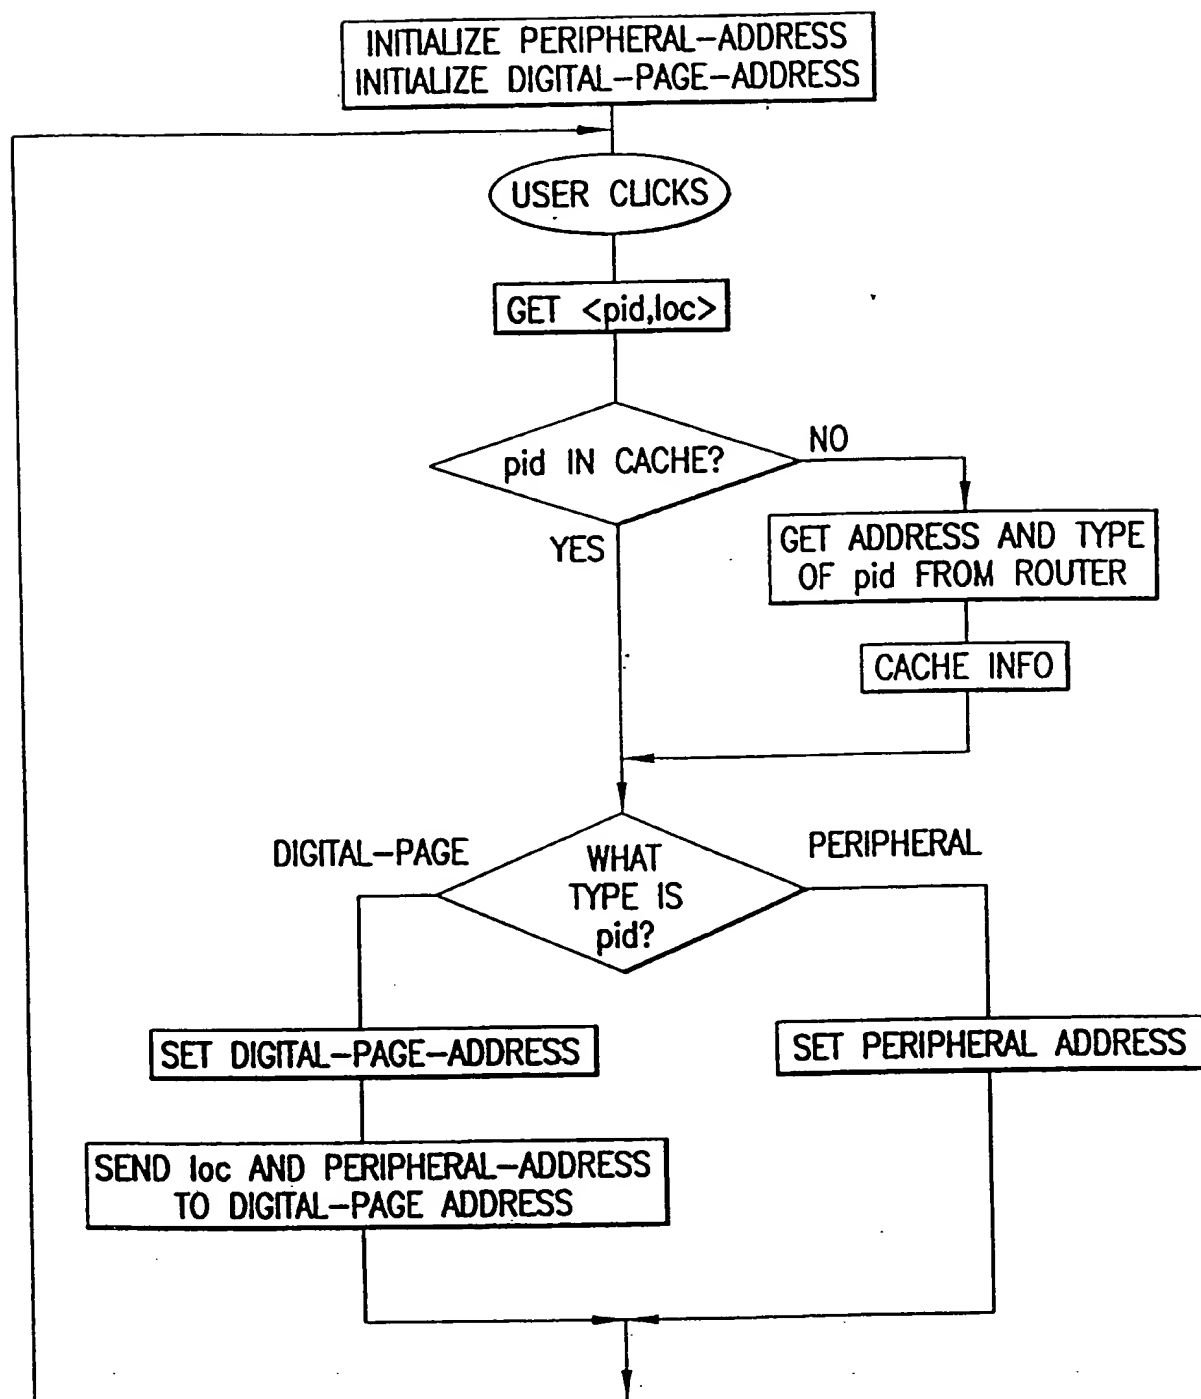 INITIALIZE PERIPHERAL-ADDRESS
INITIALIZE DIGITAL-PAGE-ADDRESS
USER CLICKS
GET <pid,loc>
pid IN CACHE?
NO
YES
GET ADDRESS AND TYPE
OF pid FROM ROUTER
CACHE INFO
DIGITAL-PAGE
WHAT
TYPE IS
pid?
PERIPHERAL
SET DIGITAL-PAGE-ADDRESS
SET PERIPHERAL ADDRESS
SEND loc AND PERIPHERAL-ADDRESS
TO DIGITAL-PAGE ADDRESS